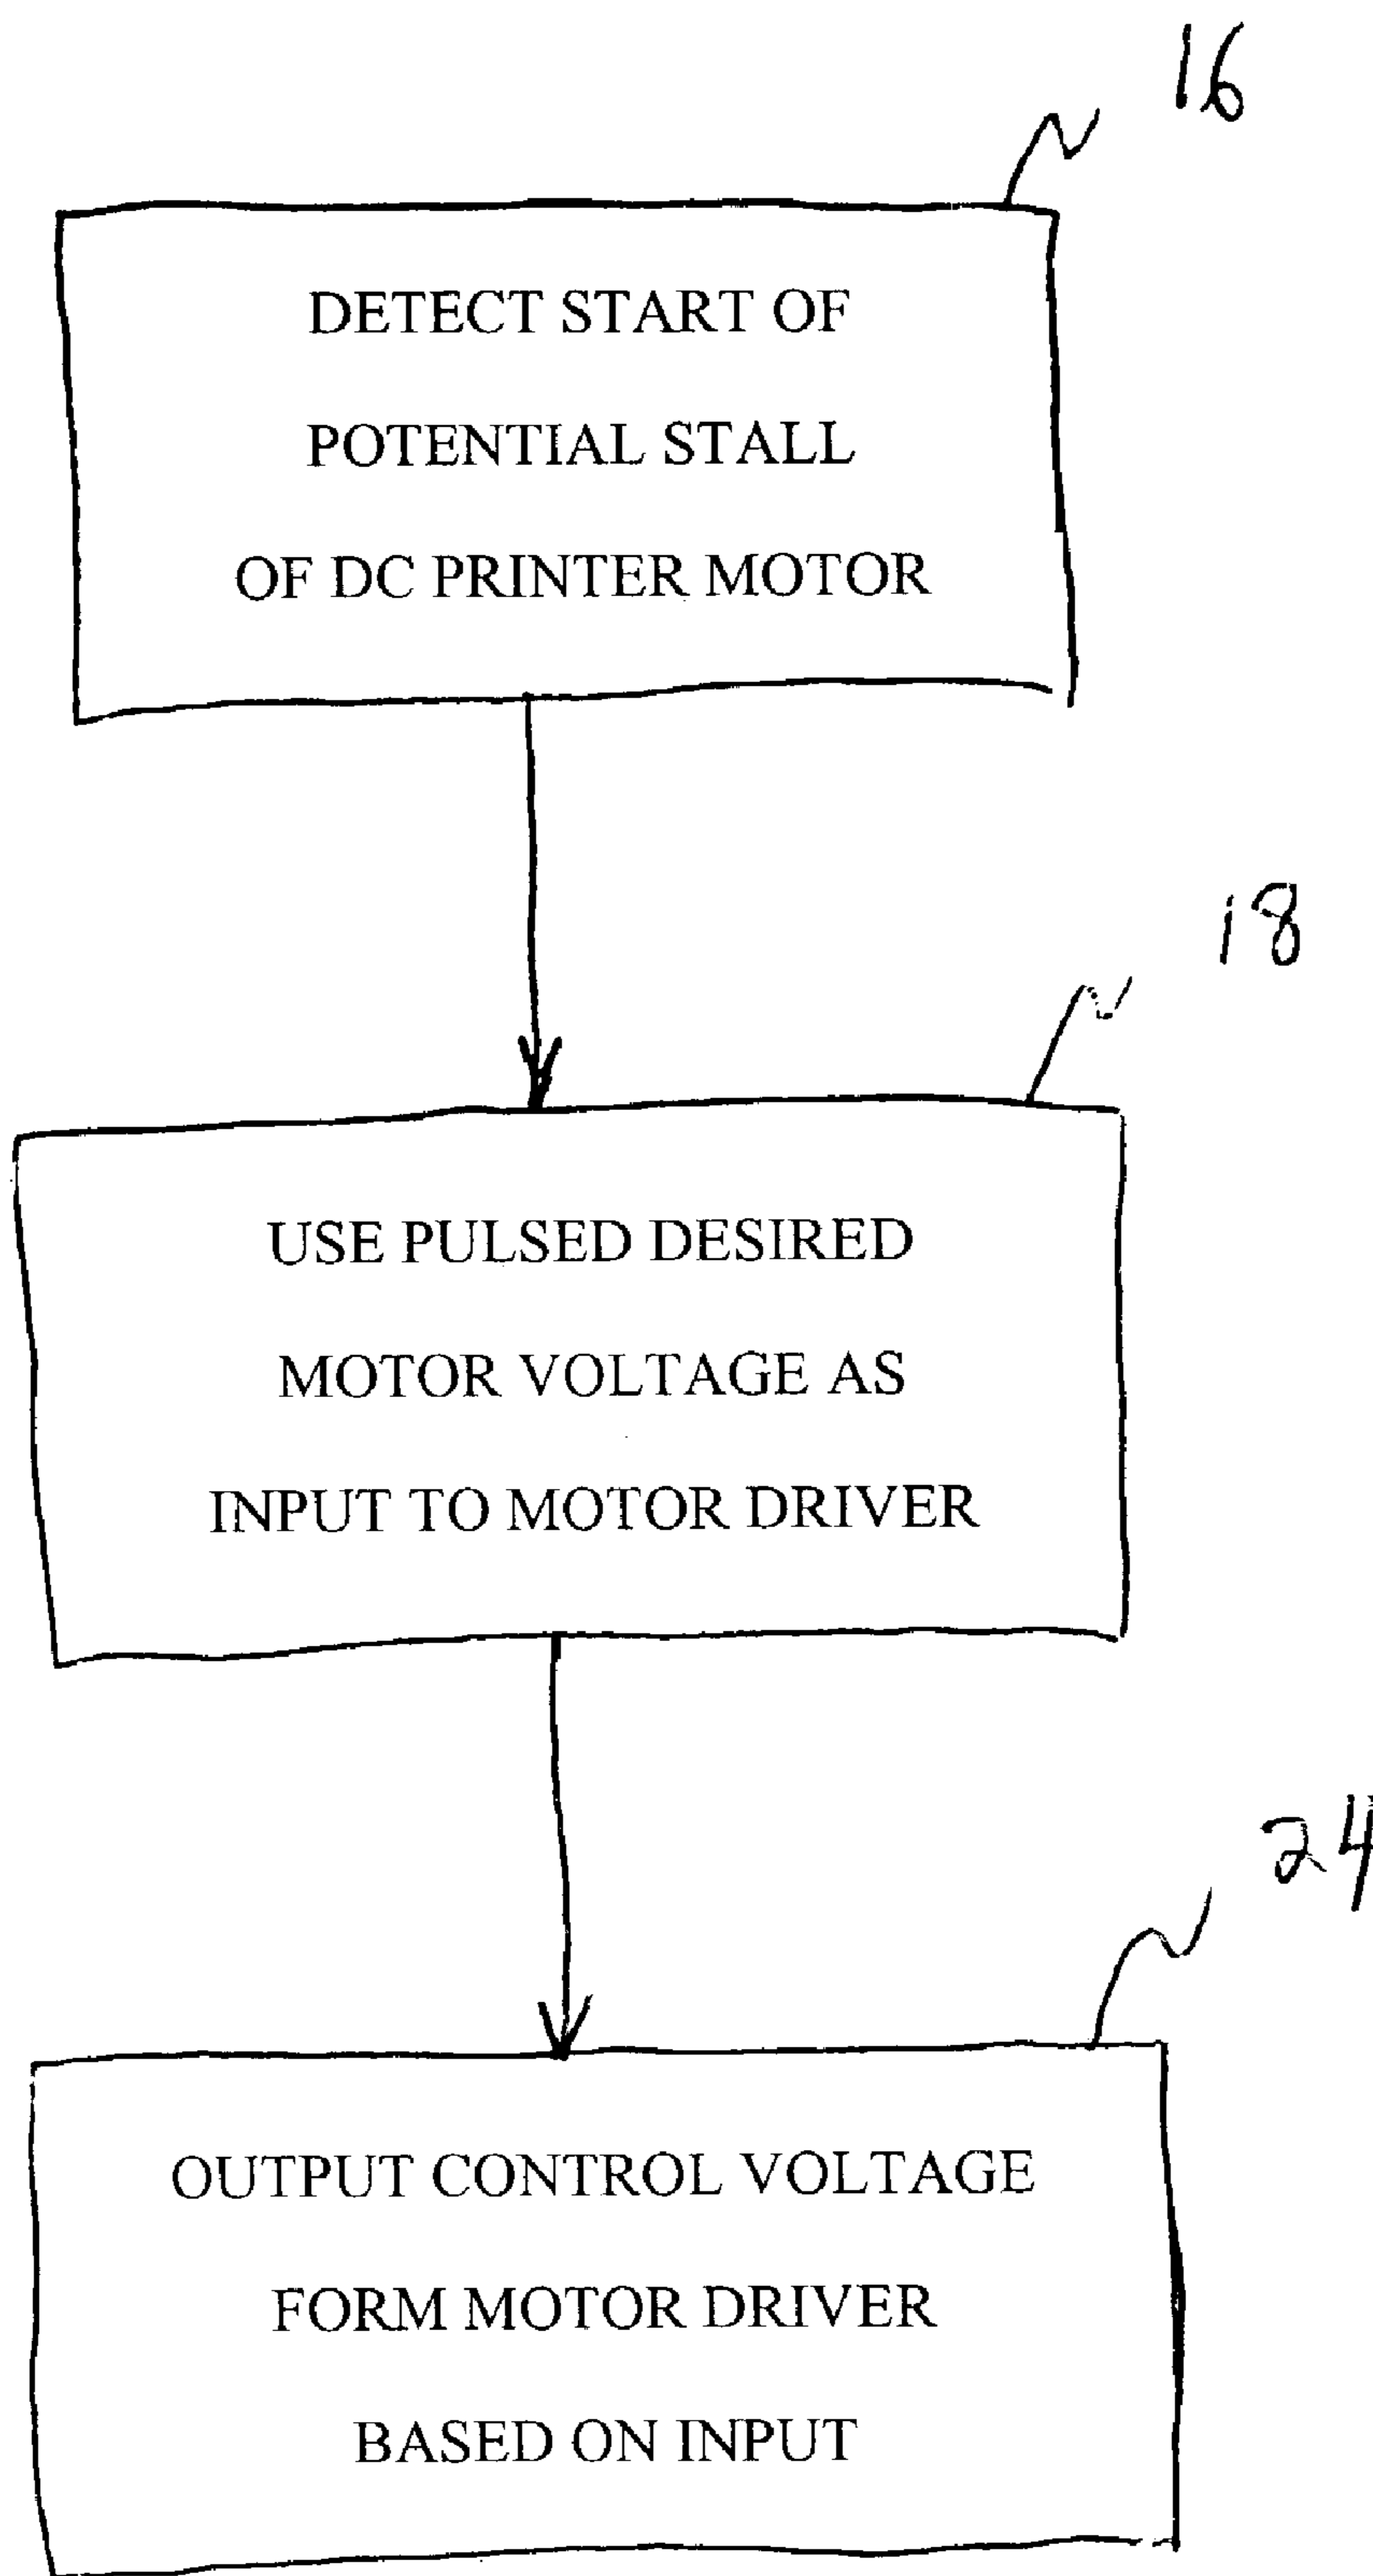 16
DETECT START OF
POTENTIAL STALL
OF DC PRINTER MOTOR
18
USE PULSED DESIRED
MOTOR VOLTAGE AS
INPUT TO MOTOR DRIVER
24
OUTPUT CONTROL VOLTAGE
FORM MOTOR DRIVER
BASED ON INPUT